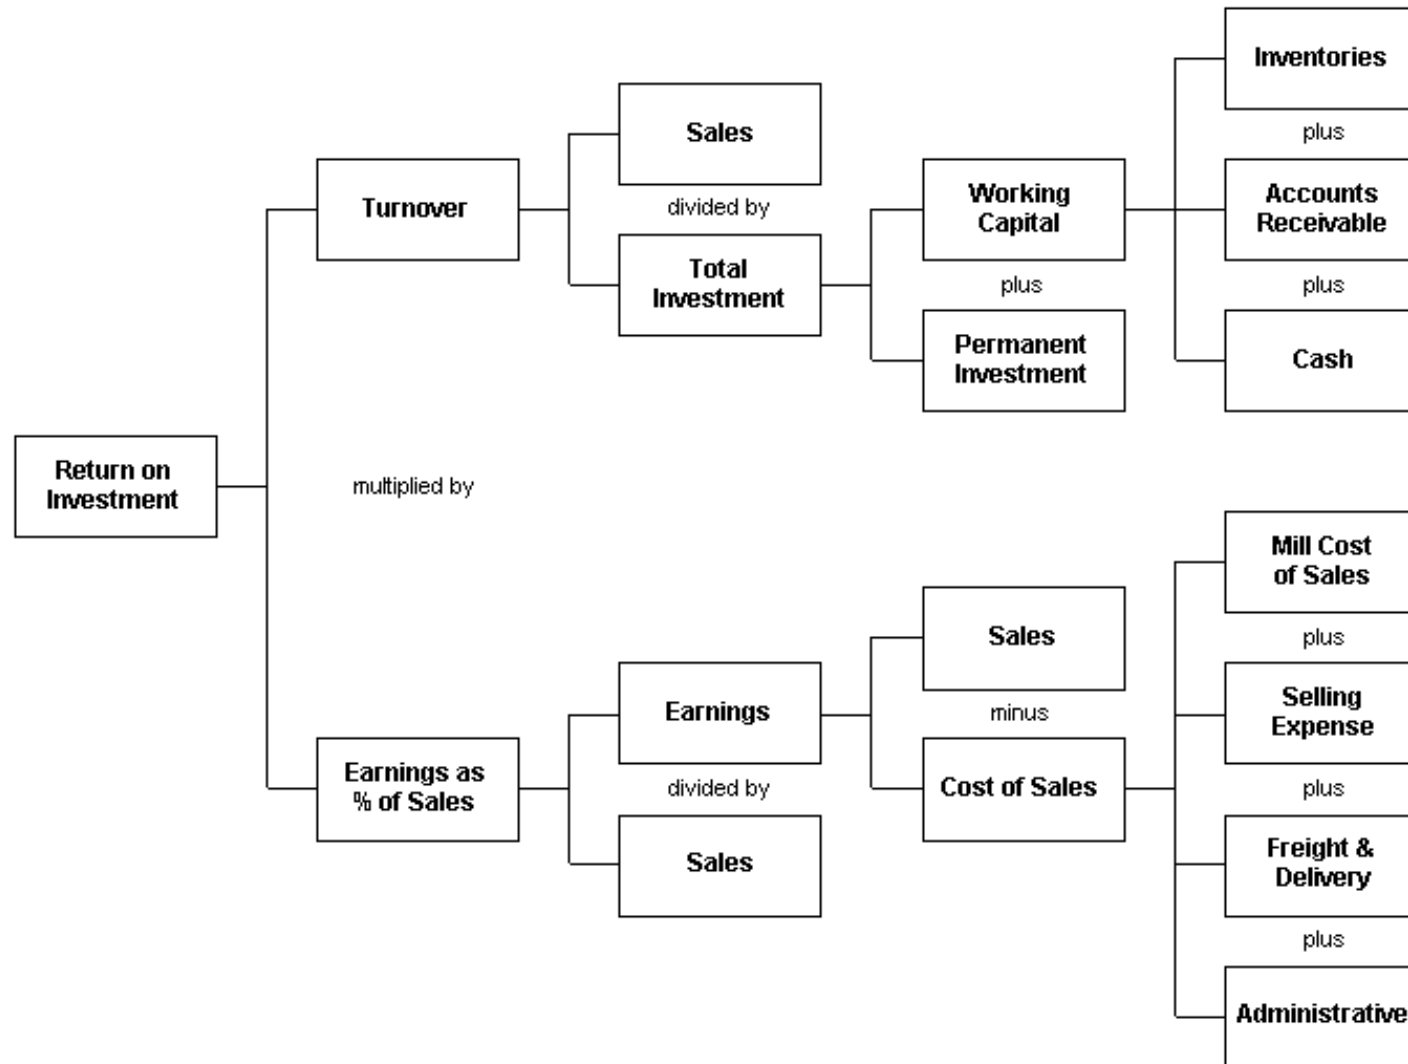 Inventories
plus
Sales
Turnover
divided by
Working
Capital
Accounts
Receivable
Total
Investment
plus
plus
Permanent
Investment
Cash
Return on
Investment
multiplied by
Mill Cost
of Sales
Sales
plus
Earnings
minus
Selling
Expense
Earnings as
% of Sales
divided by
Cost of Sales
plus
Sales
Freight &
Delivery
plus
Administrative